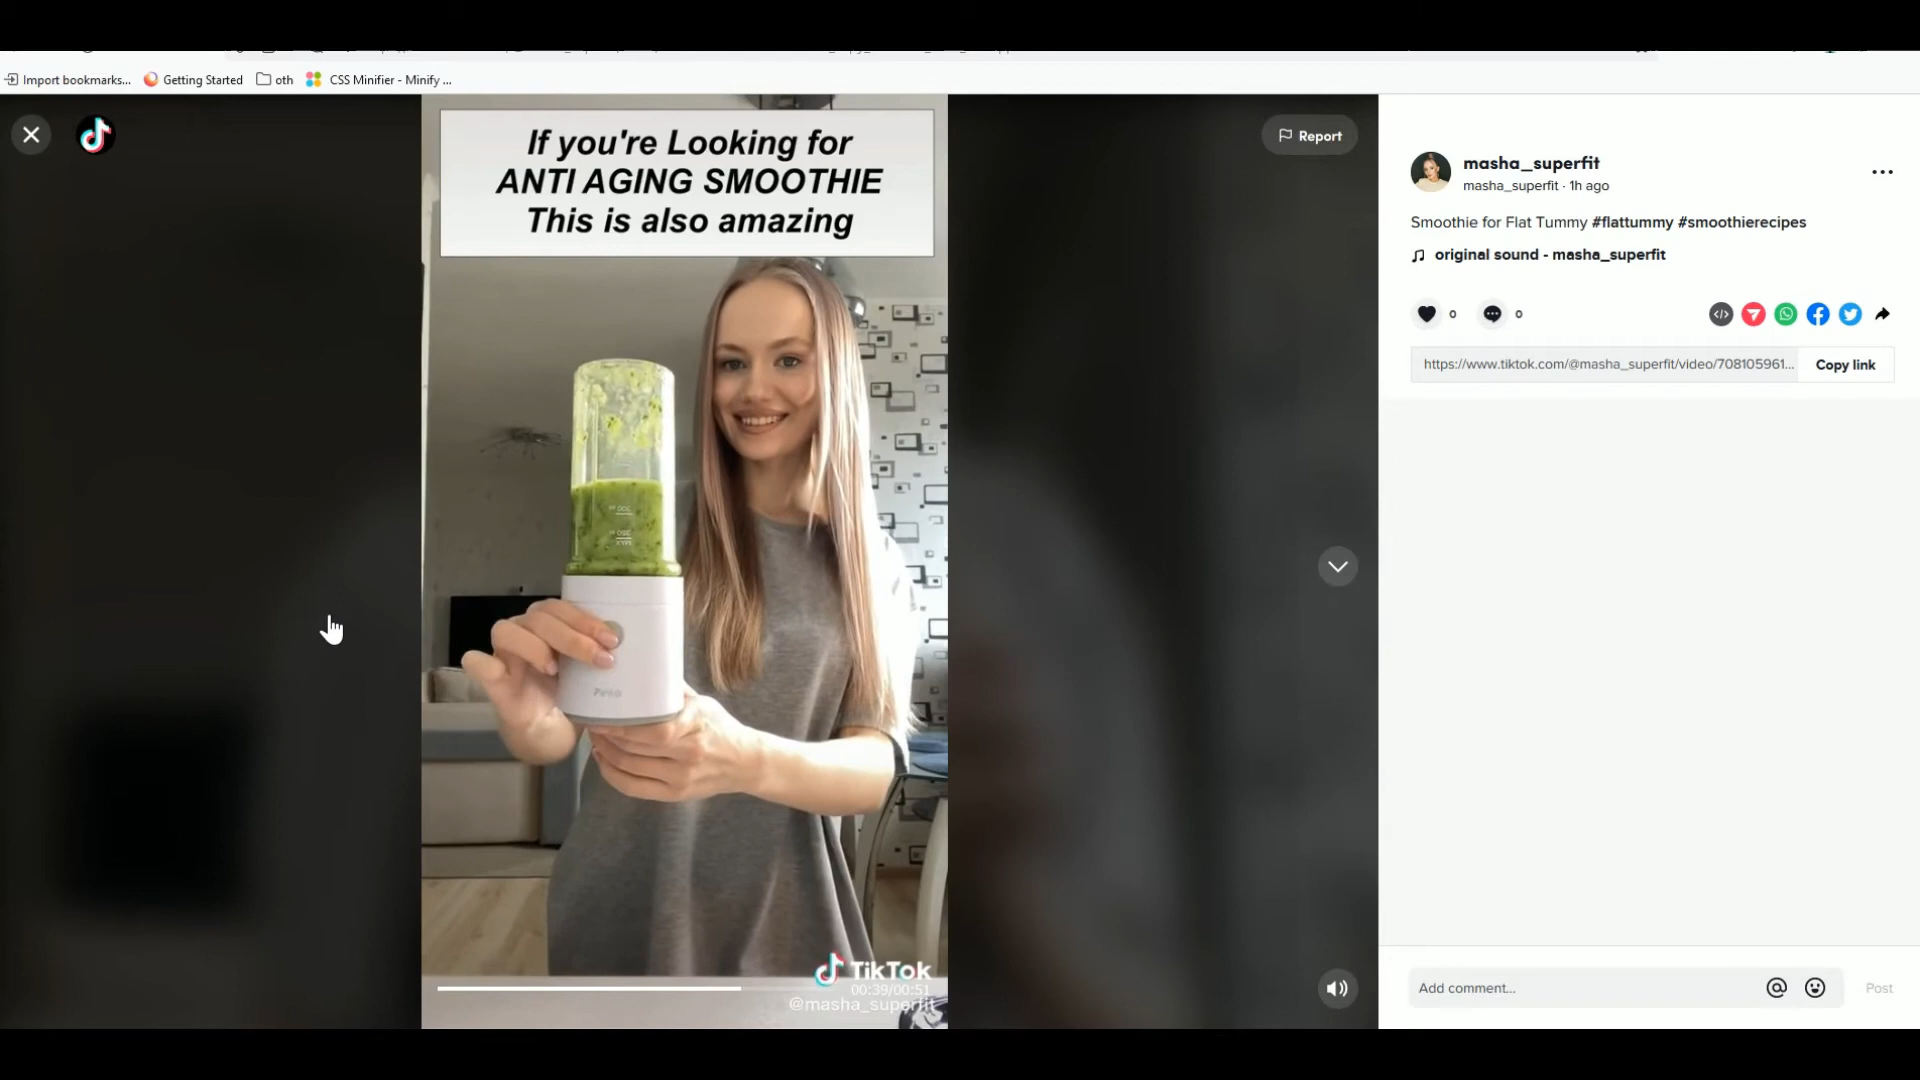 Import bookmarks...
Getting Started
oth
CSS Minifier - Minify ...
If you're Looking for
ANTI AGING SMOOTHIE
This is also amazing
Report
masha_superfit
masha_superfit · 1h ago
Smoothie for Flat Tummy #flattummy #smoothierecipes
original sound - masha_superfit
0
0
https://www.tiktok.com/@masha_superfit/video/708105961...
Copy link
TikTok
00:39/00:51
@masha_superfit
Add comment...
Post